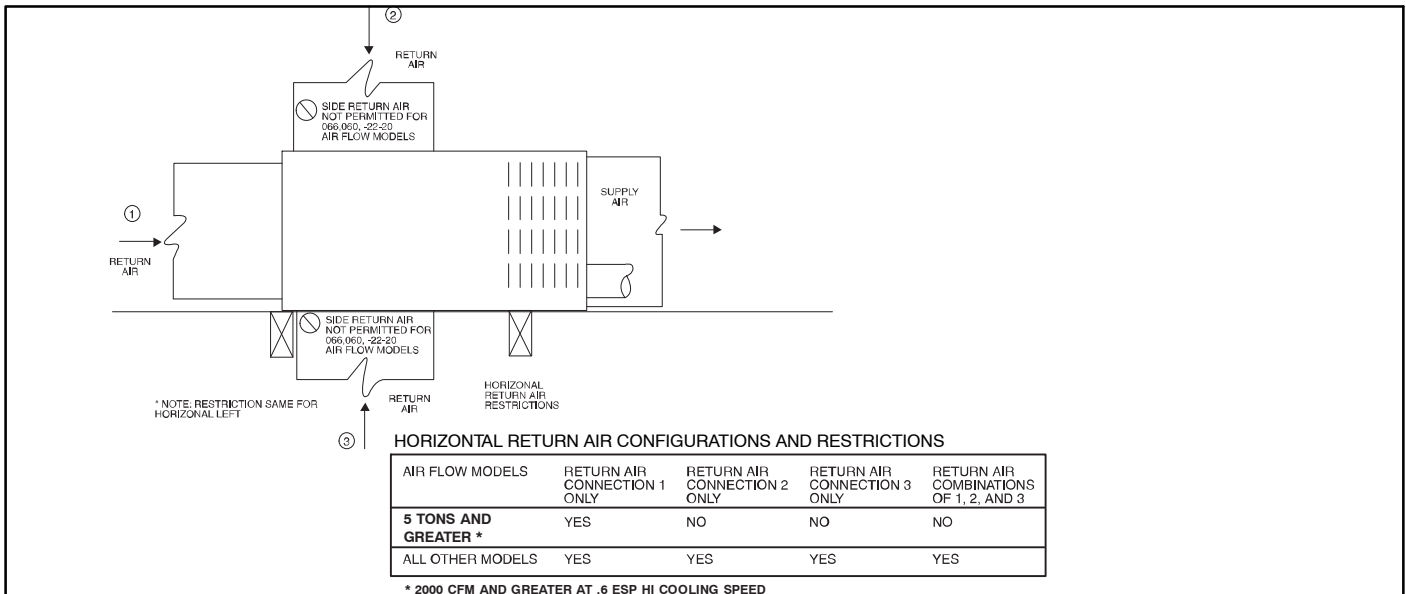 ②
RETURN
AIR
SIDE RETURN AIR
NOT PERMITTED FOR
066,060, -22-20
AIR FLOW MODELS
SUPPLY
AIR
①
RETURN
AIR
SIDE RETURN AIR
NOT PERMITTED FOR
066,060, -22-20
AIR FLOW MODELS
* NOTE: RESTRICTION SAME FOR
HORIZONAL LEFT
RETURN
AIR
HORIZONAL
RETURN AIR
RESTRICTIONS
③
HORIZONTAL RETURN AIR CONFIGURATIONS AND RESTRICTIONS
AIR FLOW MODELS
RETURN AIR
CONNECTION 1
ONLY
RETURN AIR
CONNECTION 2
ONLY
RETURN AIR
CONNECTION 3
ONLY
RETURN AIR
COMBINATIONS
OF 1, 2, AND 3
5 TONS AND
GREATER *
YES
NO
NO
NO
ALL OTHER MODELS
YES
YES
YES
YES
* 2000 CFM AND GREATER AT .6 ESP HI COOLING SPEED